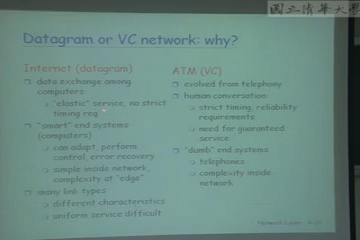 國立清華大學
Datagram or VC network: why?
Internet (datagram)
data exchange among
computers
"elastic" service, no strict
timing req.
"smart" end systems
(computers)
can adapt, perform
control, error recovery
simple inside network,
complexity at "edge"
many link types
different characteristics
uniform service difficult
ATM (VC)
evolved from telephony
human conversation:
strict timing, reliability
requirements
need for guaranteed
service
"dumb" end systems
telephones
complexity inside
network
Network Layer